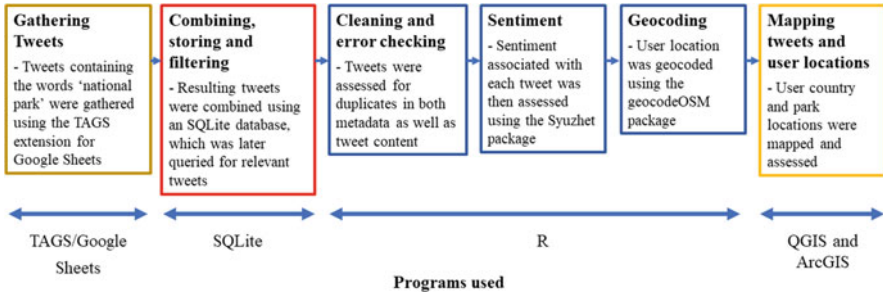 Gathering
Tweets
- Tweets containing
the words ‘national
park’ were gathered
using the TAGS
extension for
Google Sheets
Combining,
storing and
filtering
- Resulting tweets
were combined using
an SQLite database,
which was later
queried for relevant
tweets
Cleaning and
error checking
- Tweets were
assessed for
duplicates in both
metadata as well as
tweet content
Sentiment
- Sentiment
associated with
each tweet was
then assessed
using the Syuzhet
package
Geocoding
- User location
was geocoded
using the
geocodeOSM
package
Mapping
tweets and
user locations
- User country
and park
locations were
mapped and
assessed
TAGS/Google
Sheets
SQLite
R
QGIS and
ArcGIS
Programs used